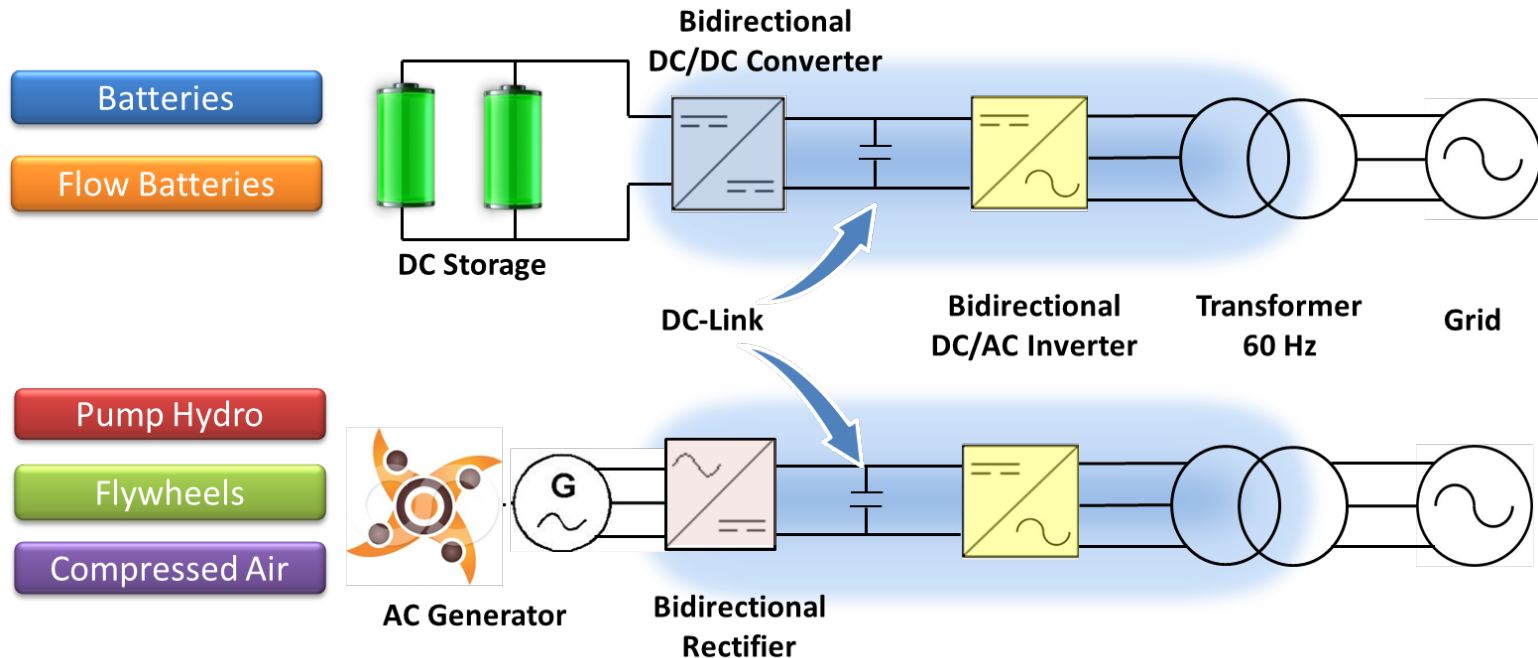 Bidirectional
DC/DC Converter
Batteries
Flow Batteries
DC Storage
DC-Link
Bidirectional
DC/AC Inverter
Transformer
60 Hz
Grid
Pump Hydro
Flywheels
Compressed Air
G
AC Generator
Bidirectional
Rectifier